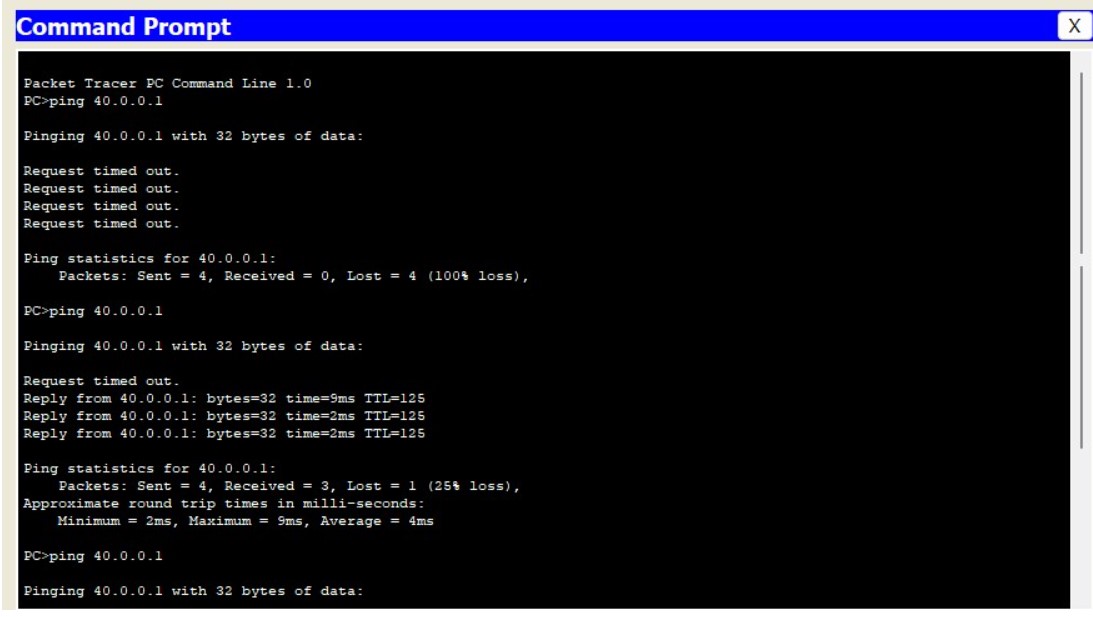 Command Prompt
X
Packet Tracer PC Command Line 1.0
PC>ping 40.0.0.1
Pinging 40.0.0.1 with 32 bytes of data:
Request timed out.
Request timed out.
Request timed out.
Request timed out.
Ping statistics for 40.0.0.1:
    Packets: Sent = 4, Received = 0, Lost = 4 (100% loss),
PC>ping 40.0.0.1
Pinging 40.0.0.1 with 32 bytes of data:
Request timed out.
Reply from 40.0.0.1: bytes=32 time=9ms TTL=125
Reply from 40.0.0.1: bytes=32 time=2ms TTL=125
Reply from 40.0.0.1: bytes=32 time=2ms TTL=125
Ping statistics for 40.0.0.1:
    Packets: Sent = 4, Received = 3, Lost = 1 (25% loss),
Approximate round trip times in milli-seconds:
    Minimum = 2ms, Maximum = 9ms, Average = 4ms
PC>ping 40.0.0.1
Pinging 40.0.0.1 with 32 bytes of data: